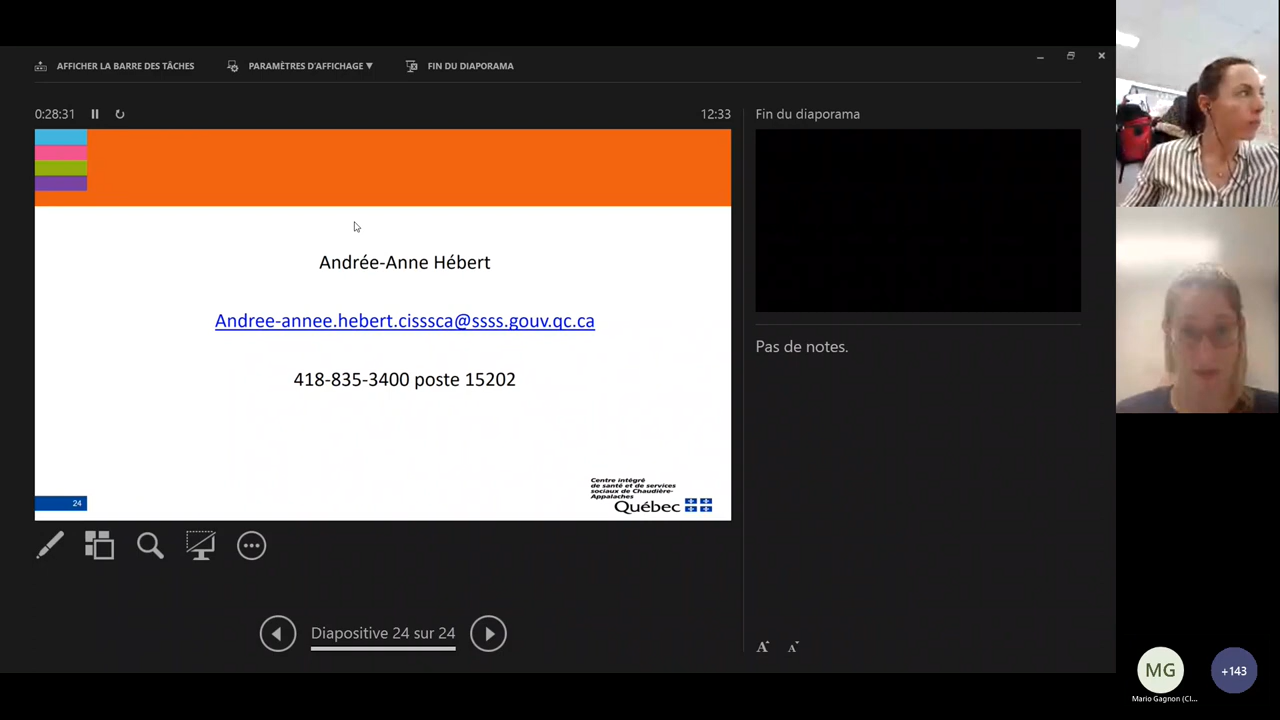 AFFICHER LA BARRE DES TÂCHES
PARAMÈTRES D'AFFICHAGE ▼
FIN DU DIAPORAMA
0:28:31
12:33
Fin du diaporama
Andrée-Anne Hébert
Andree-annee.hebert.cisssca@ssss.gouv.qc.ca
418-835-3400 poste 15202
24
Centre intégré
de santé et de services
sociaux de Chaudière-
Appalaches
Québec
Pas de notes.
Diapositive 24 sur 24
A A
MG
+143
Mario Gagnon (CI...